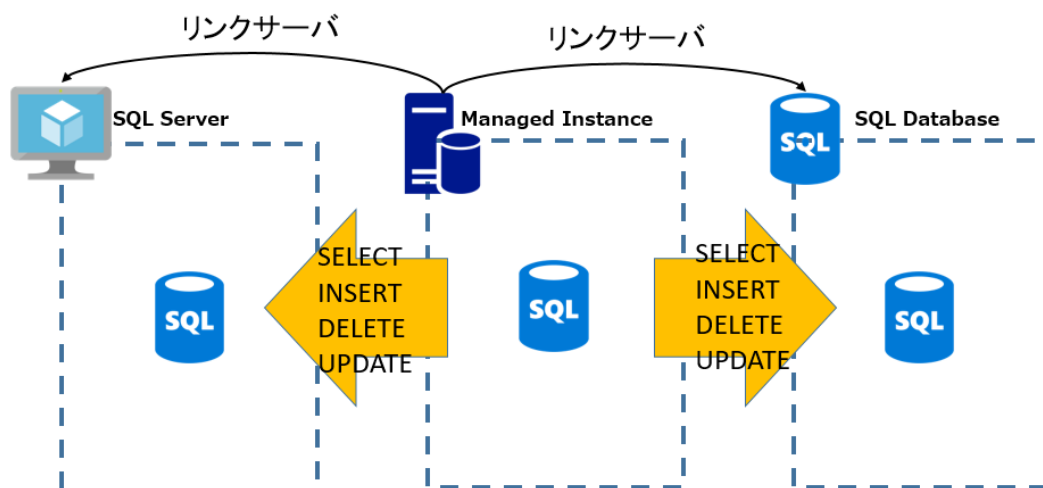 リンクサーバ
リンクサーバ
SQL Server
Managed Instance
SQL Database
SQL
SELECT
INSERT
DELETE
UPDATE
SELECT
INSERT
DELETE
UPDATE
SQL
SQL
SQL